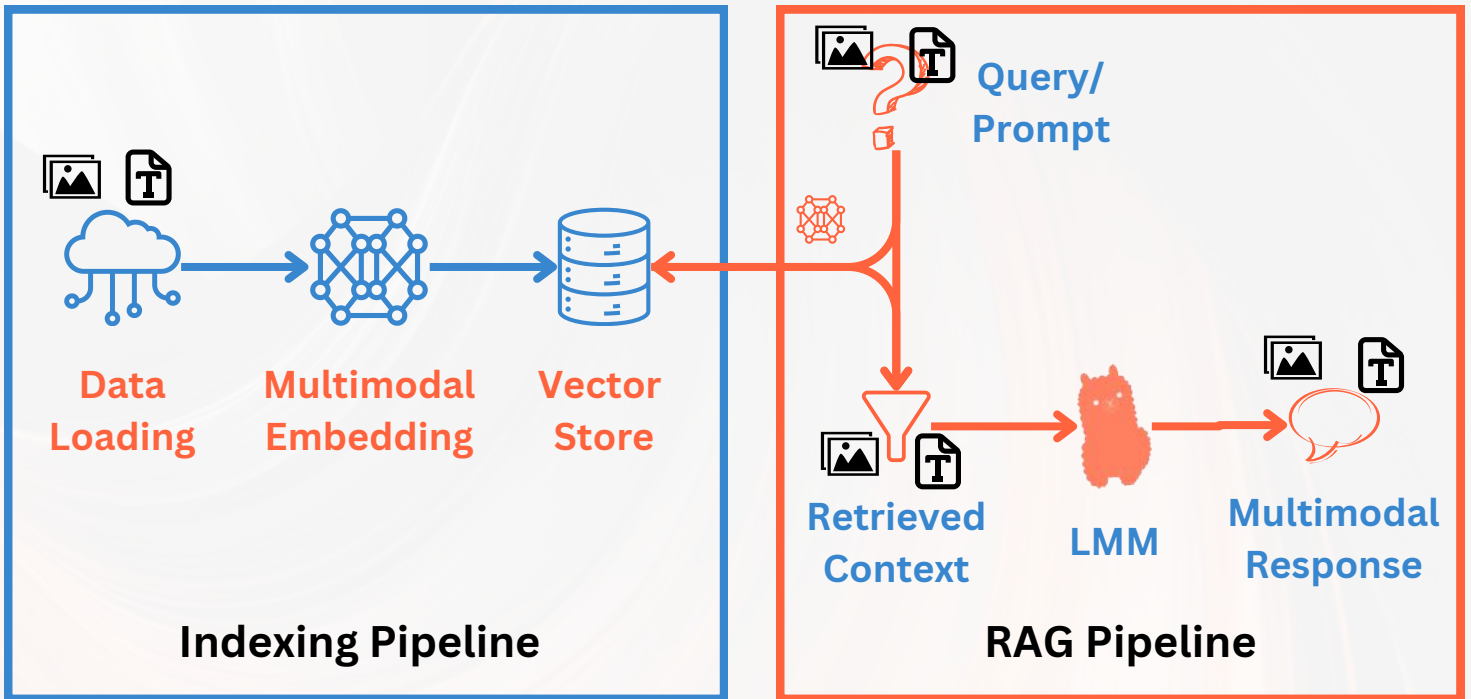 Query/
Prompt
Data
Loading
Multimodal
Embedding
Vector
Store
Retrieved
Context
LMM
Multimodal
Response
Indexing Pipeline
RAG Pipeline